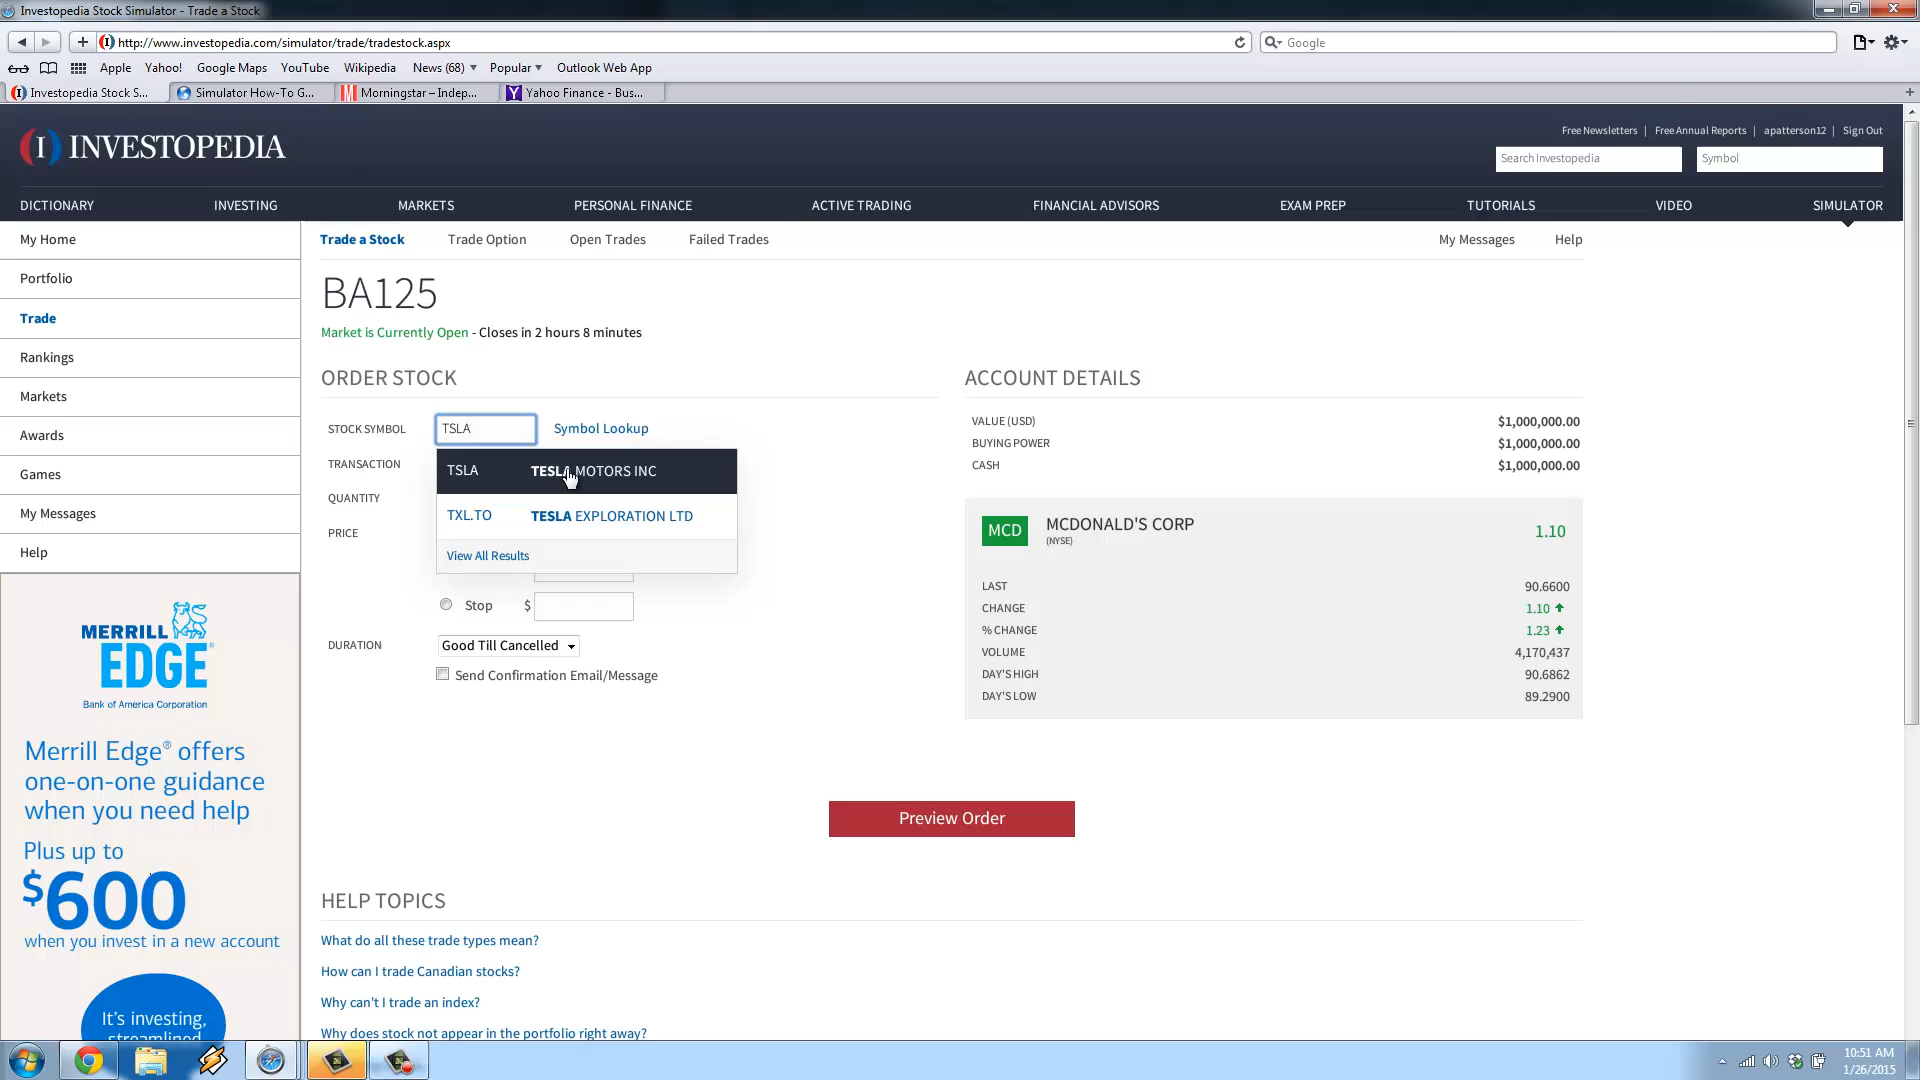 Investopedia Stock Simulator - Trade a Stock
http://www.investopedia.com/simulator/trade/tradestock.aspx
Google
Apple Yahoo! Google Maps YouTube Wikipedia News (68) Popular Outlook Web App
Investopedia Stock S... Simulator How-To G... Morningstar – Indep... Yahoo Finance - Bus...
INVESTOPEDIA
Free Newsletters | Free Annual Reports | apatterson12 | Sign Out
Search Investopedia Symbol
DICTIONARY INVESTING MARKETS PERSONAL FINANCE ACTIVE TRADING FINANCIAL ADVISORS EXAM PREP TUTORIALS VIDEO SIMULATOR
My Home
Portfolio
Trade
Rankings
Markets
Awards
Games
My Messages
Help
MERRILL
EDGE®
Bank of America Corporation
Merrill Edge® offers
one-on-one guidance
when you need help
Plus up to
$600
when you invest in a new account
It's investing,
streamlined
Trade a Stock Trade Option Open Trades Failed Trades My Messages Help
BA125
Market is Currently Open - Closes in 2 hours 8 minutes
ORDER STOCK
STOCK SYMBOL TSLA Symbol Lookup
TSLA TESLA MOTORS INC
TXL.TO TESLA EXPLORATION LTD
View All Results
TRANSACTION
QUANTITY
PRICE
Stop $
DURATION Good Till Cancelled
Send Confirmation Email/Message
ACCOUNT DETAILS
VALUE (USD) $1,000,000.00
BUYING POWER $1,000,000.00
CASH $1,000,000.00
MCD MCDONALD'S CORP 1.10
(NYSE)
LAST 90.6600
CHANGE 1.10
% CHANGE 1.23
VOLUME 4,170,437
DAY'S HIGH 90.6862
DAY'S LOW 89.2900
Preview Order
HELP TOPICS
What do all these trade types mean?
How can I trade Canadian stocks?
Why can't I trade an index?
Why does stock not appear in the portfolio right away?
10:51 AM
1/26/2015